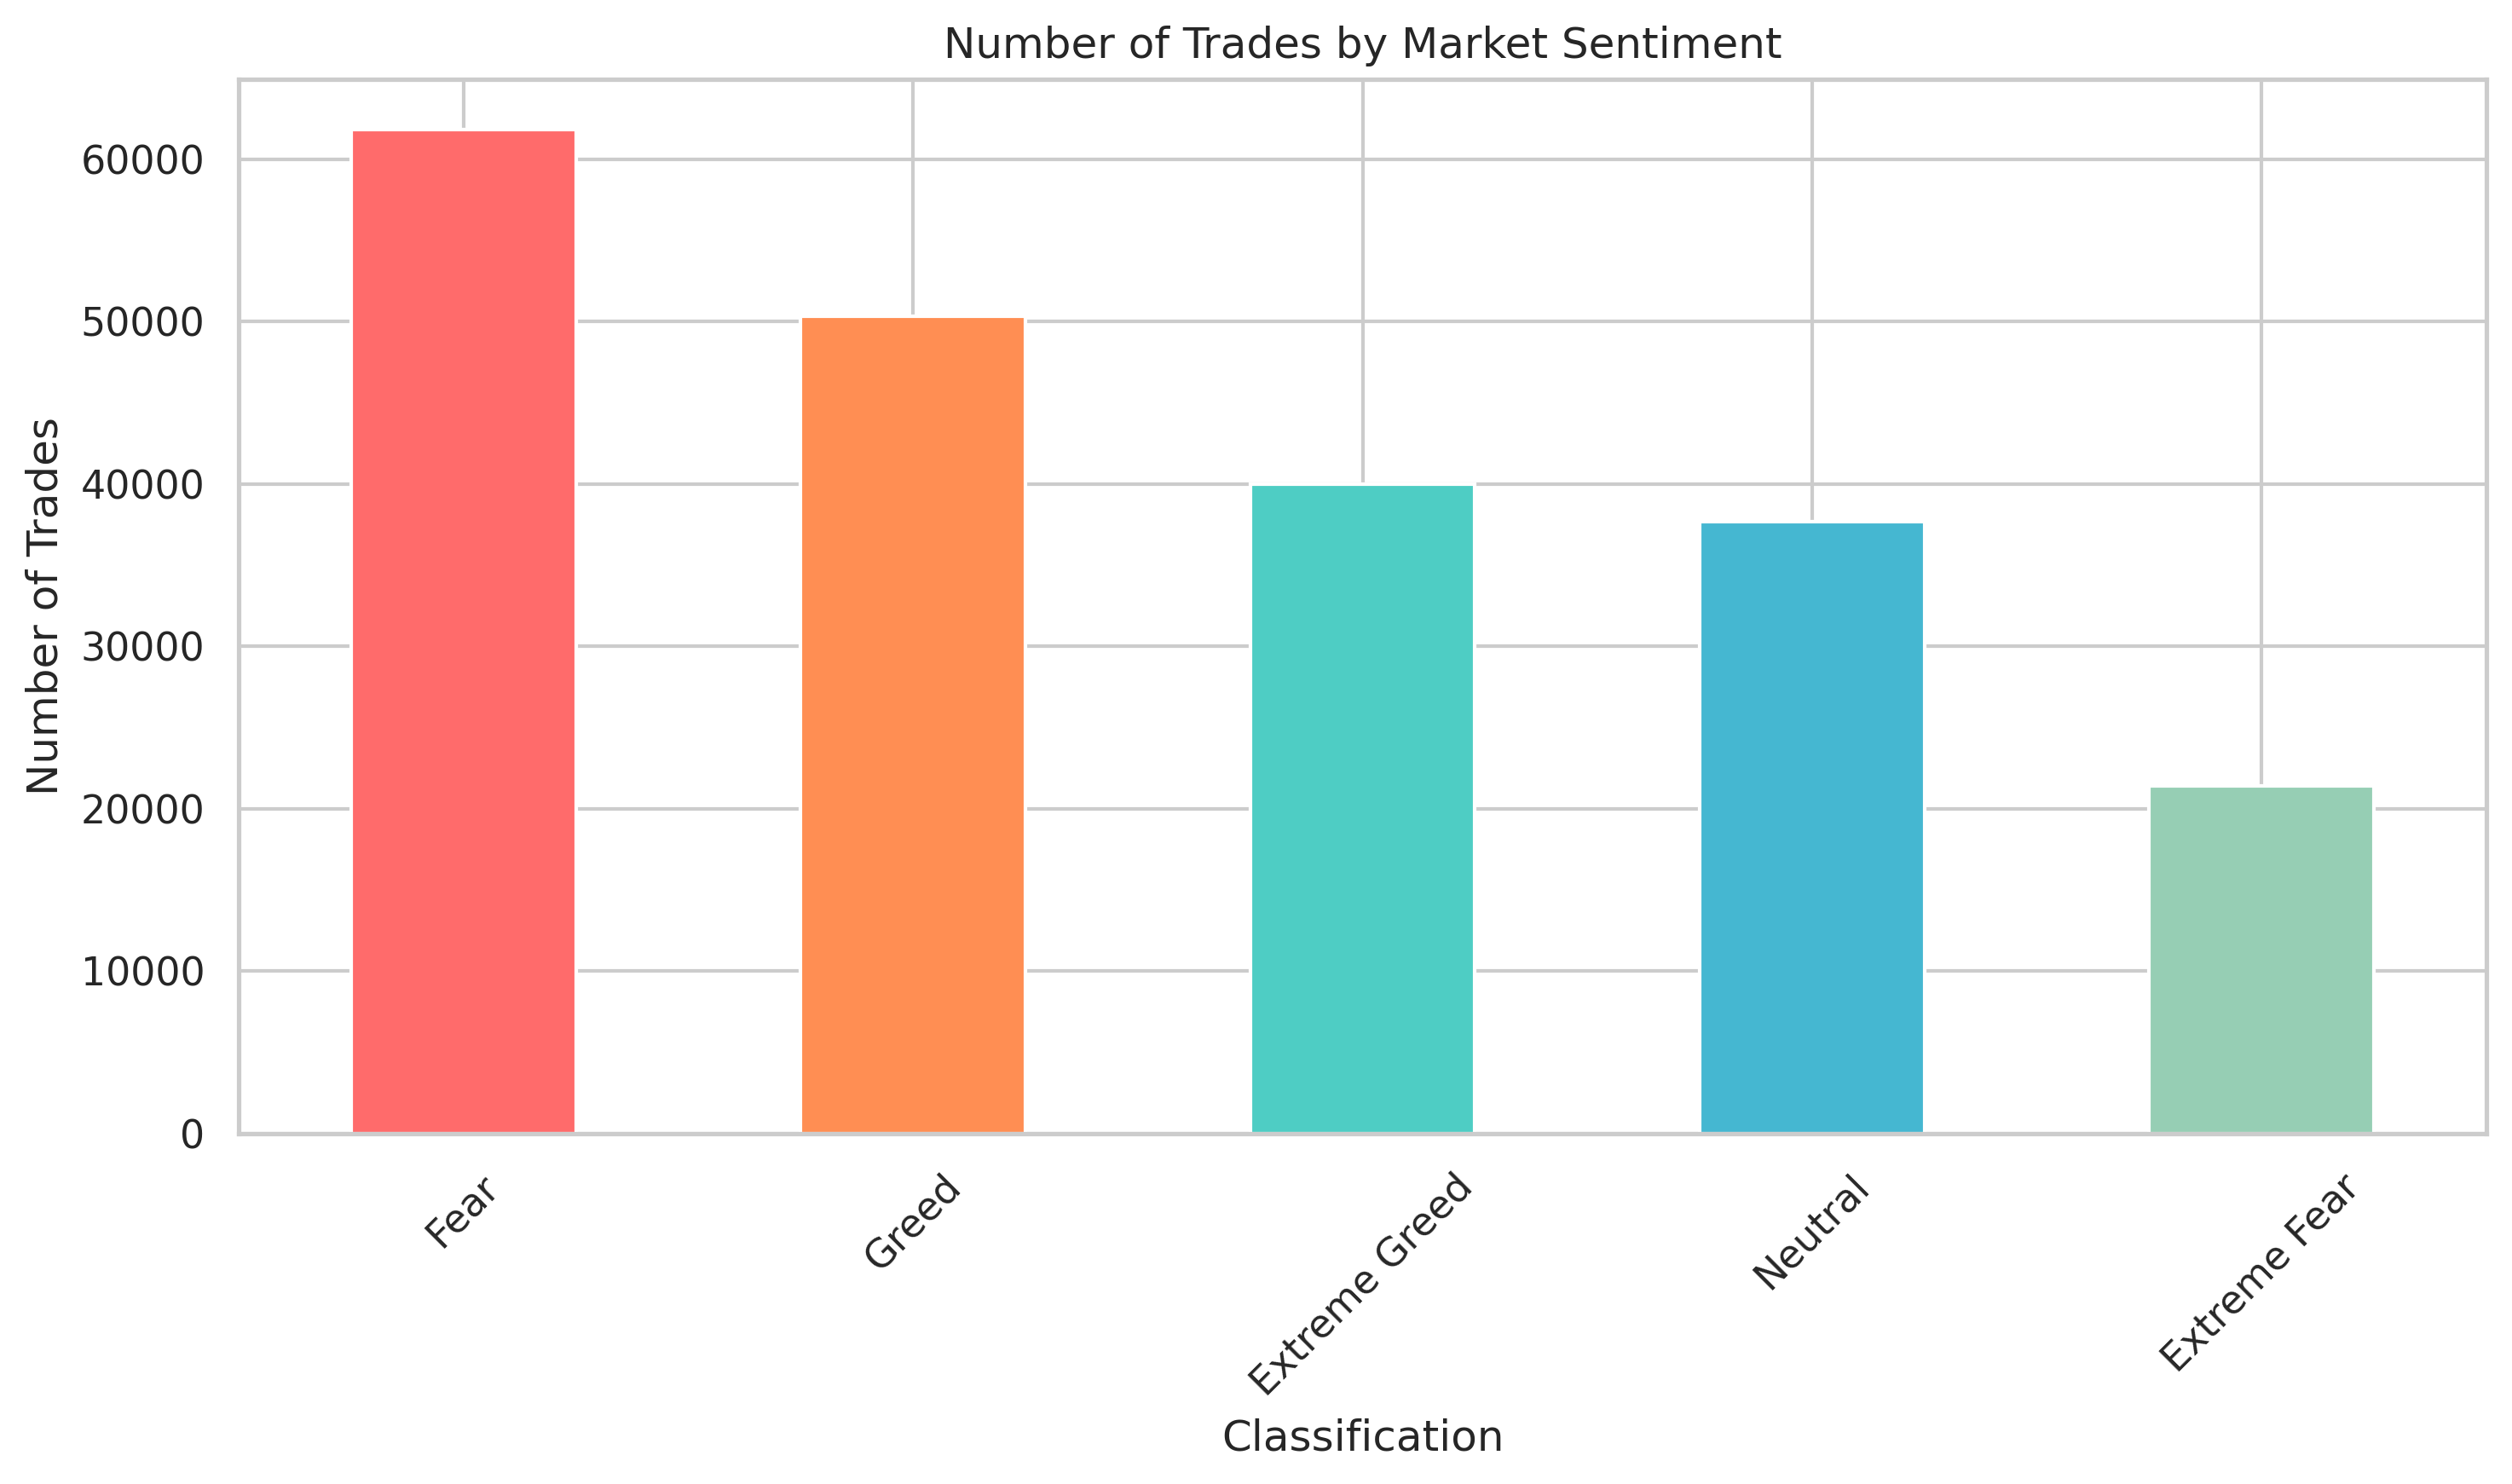 Number of Trades by Market Sentiment
Number of Trades
60000
50000
40000
30000
20000
10000
0
Fear
Greed
Extreme Greed
Neutral
Extreme Fear
Classification